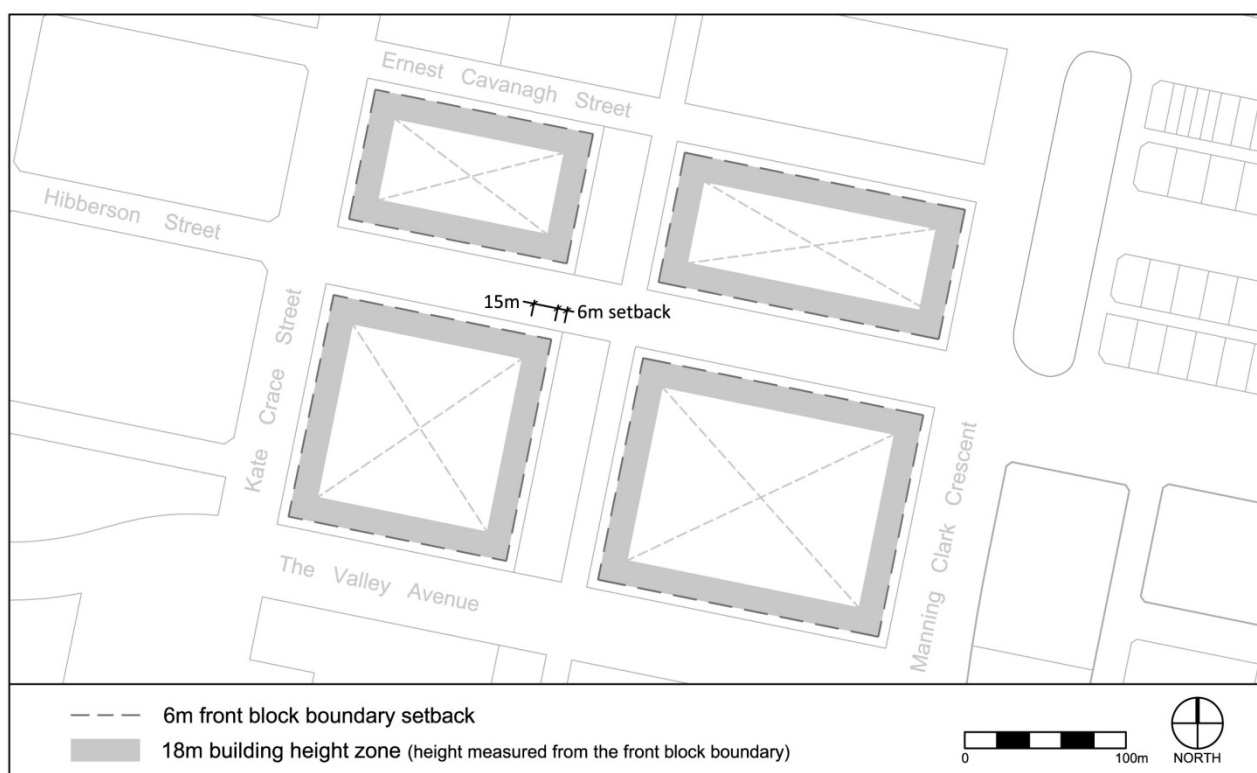 Ernest Cavanagh Street
Hibberson Street
15m
6m setback
Kate Crace Street
The Valley Avenue
Manning Clark Crescent
6m front block boundary setback
18m building height zone (height measured from the front block boundary)
0
100m
NORTH